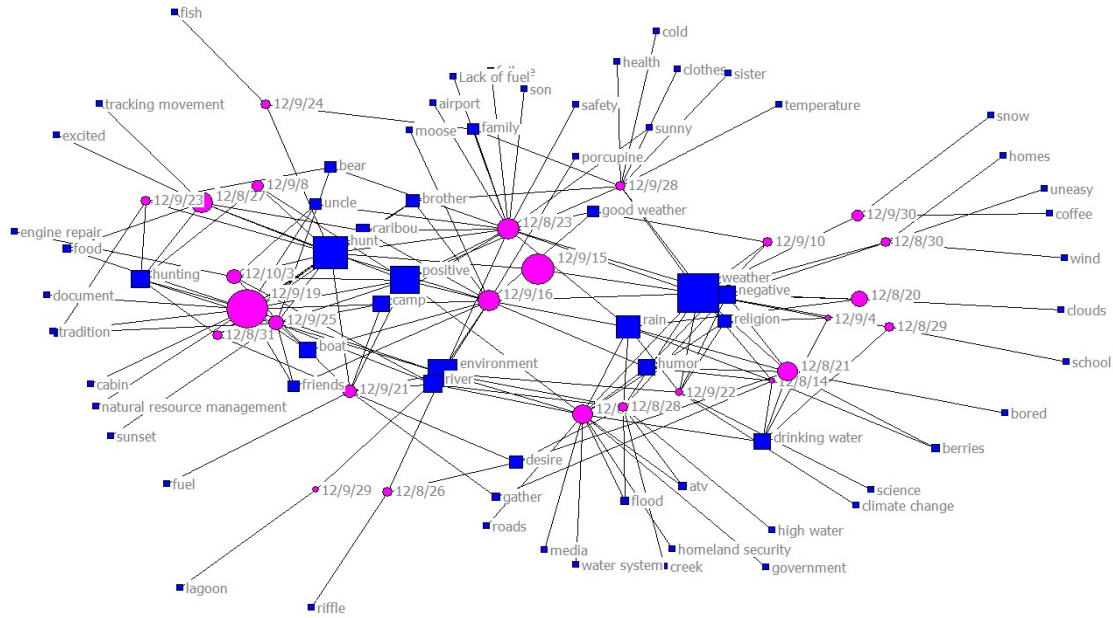 fish
cold
health
clothes
sister
Lack of fuel
son
tracking movement
12/9/24
airport
safety
temperature
snow
excited
moose
family
sunny
homes
porcupine
bear
12/9/8
12/9/28
uneasy
12/9/23
12/8/27
uncle
brother
good weather
12/9/30
coffee
engine repair
caribou
12/8/23
food
hunt
12/9/10
12/8/30
wind
hunting
12/10/3
positive
12/9/15
weather
document
12/9/19
camp
12/9/16
negative
12/8/20
clouds
12/9/25
rain
religion
12/9/4
12/8/29
tradition
12/8/31
boat
environment
humor
12/8/21
school
cabin
friends
12/9/21
river
12/9/22
12/8/14
natural resource management
12/8/28
bored
sunset
drinking water
berries
desire
fuel
12/9/29
12/8/26
gather
flood
atv
science
climate change
roads
high water
media
homeland security
water system
creek
government
lagoon
riffle